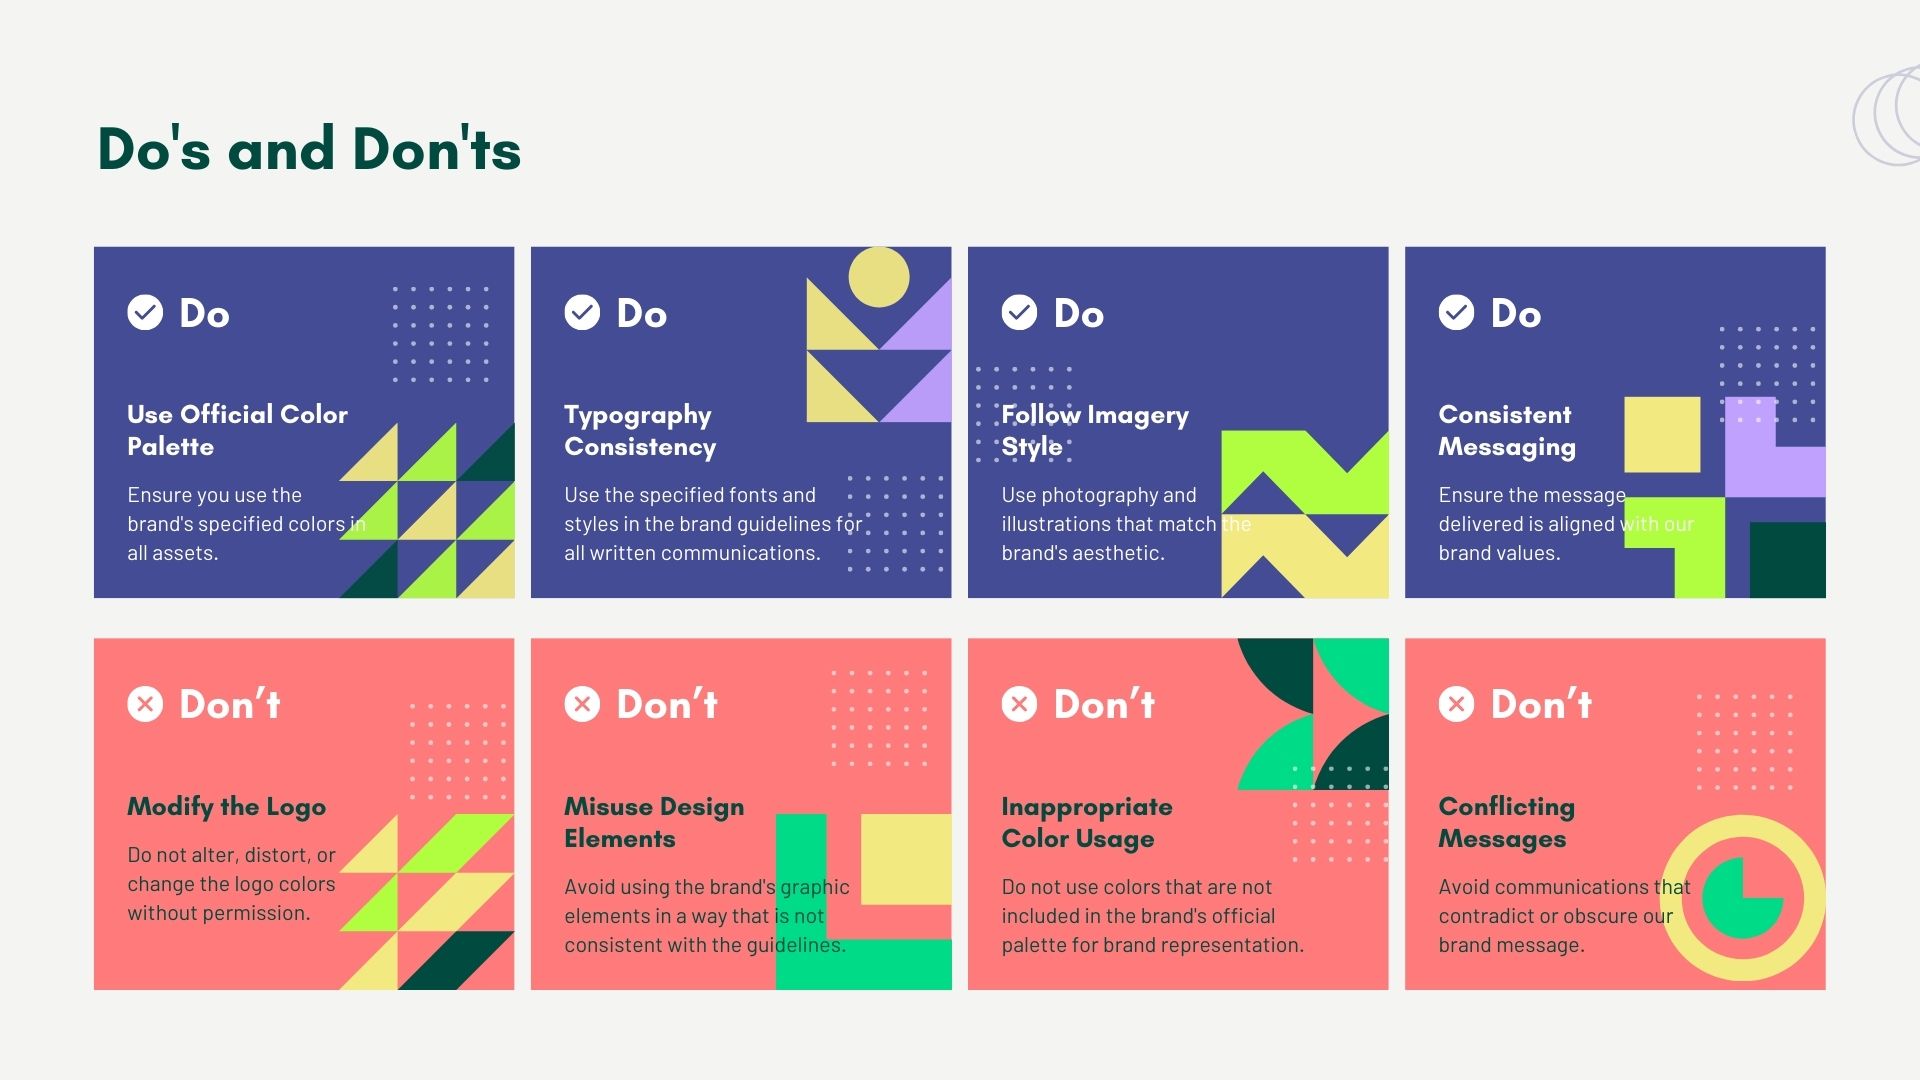 Do's and Don'ts
Do
Use Official Color
Palette
Ensure you use the
brand's specified colors in
all assets.
Do
Typography
Consistency
Use the specified fonts and
styles in the brand guidelines for
all written communications.
Do
Follow Imagery
Style
Use photography and
illustrations that match the
brand's aesthetic.
Do
Consistent
Messaging
Ensure the message
delivered is aligned with our
brand values.
Don’t
Modify the Logo
Do not alter, distort, or
change the logo colors
without permission.
Don’t
Misuse Design
Elements
Avoid using the brand's graphic
elements in a way that is not
consistent with the guidelines.
Don’t
Inappropriate
Color Usage
Do not use colors that are not
included in the brand's official
palette for brand representation.
Don’t
Conflicting
Messages
Avoid communications that
contradict or obscure our
brand message.